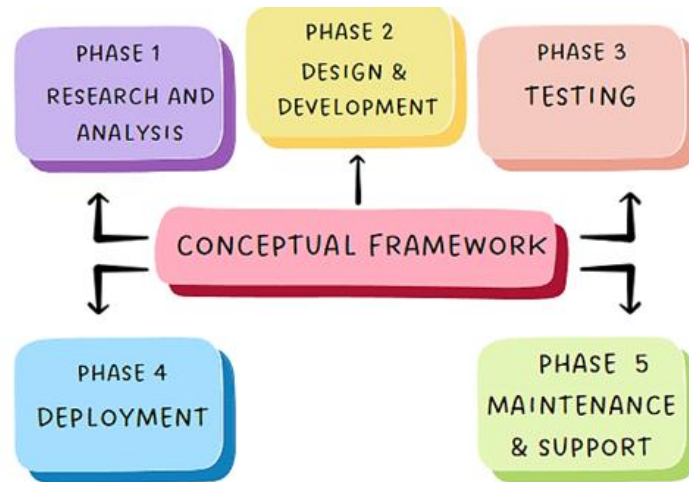 PHASE 1
RESEARCH AND
ANALYSIS
PHASE 2
DESIGN &
DEVELOPMENT
PHASE 3
TESTING
CONCEPTUAL FRAMEWORK
PHASE 4
DEPLOYMENT
PHASE 5
MAINTENANCE
& SUPPORT